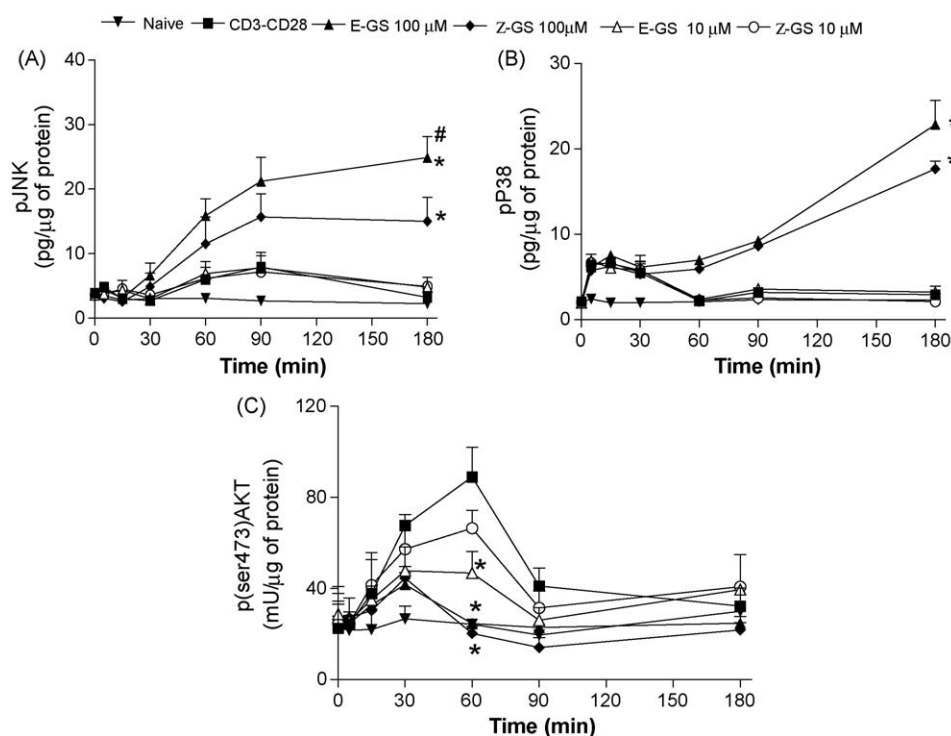 Naive CD3-CD28 E-GS 100 μM Z-GS 100μM E-GS 10 μM Z-GS 10 μM
(A)
40
30
20
10
0
pJNK
(pg/μg of protein)
#
*
*
0 30 60 90 120 150 180
Time (min)
(B)
30
20
10
0
pP38
(pg/μg of protein)
*
*
0 30 60 90 120 150 180
Time (min)
(C)
120
80
40
0
p(ser473)AKT
(mU/μg of protein)
*
*
*
0 30 60 90 120 150 180
Time (min)